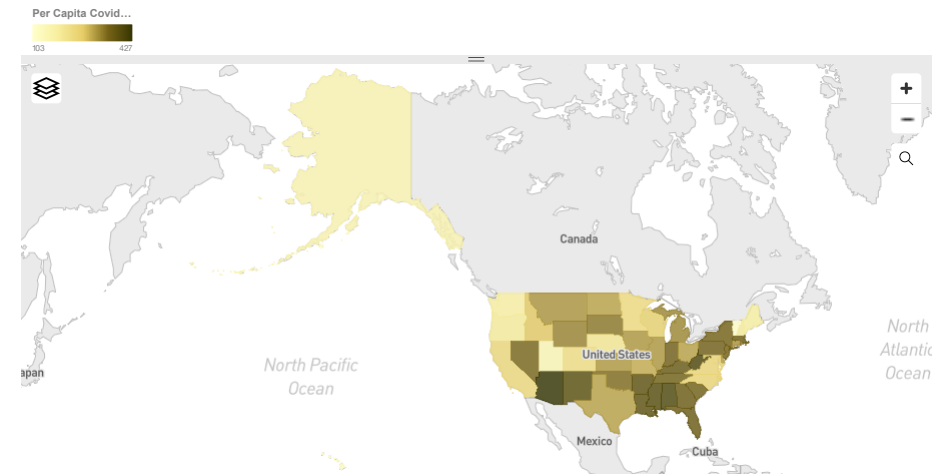 Per Capita Covid...
103 427
Canada
North
Atlantic
Ocean
United States
North Pacific
Ocean
apan
Mexico
Cuba